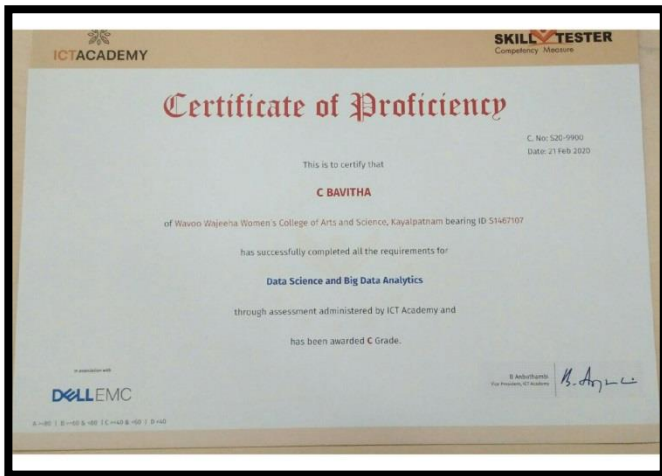 ICTACADEMY
SKILL TESTER
Competency Measure
Certificate of Proficiency
C. No: S20-9900
Date: 21 Feb 2020
This is to certify that
C BAVITHA
of Wavoo Wajeeha Women's College of Arts and Science, Kayalpatnam bearing ID S1467107
has successfully completed all the requirements for
Data Science and Big Data Analytics
through assessment administered by ICT Academy and
has been awarded C Grade.
in association with
DELLEMC
Vice President, ICT Academy